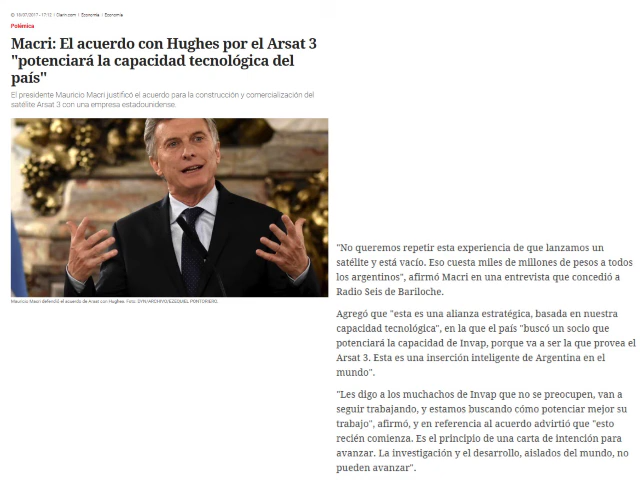 10/07/2017 - 17:12 | Clarin.com | Economía | Economía
Polémica
Macri: El acuerdo con Hughes por el Arsat 3
"potenciará la capacidad tecnológica del
país"
El presidente Mauricio Macri justificó el acuerdo para la construcción y comercialización del
satélite Arsat 3 con una empresa estadounidense.
Mauricio Macri defendió el acuerdo de Arsat con Hughes. Foto: DYN/ARCHIVO/EZEQUIEL PONTORIERO.
"No queremos repetir esta experiencia de que lanzamos un
satélite y está vacío. Eso cuesta miles de millones de pesos a todos
los argentinos", afirmó Macri en una entrevista que concedió a
Radio Seis de Bariloche.
Agregó que "esta es una alianza estratégica, basada en nuestra
capacidad tecnológica", en la que el país "buscó un socio que
potenciará la capacidad de Invap, porque va a ser la que provea el
Arsat 3. Esta es una inserción inteligente de Argentina en el
mundo".
"Les digo a los muchachos de Invap que no se preocupen, van a
seguir trabajando, y estamos buscando cómo potenciar mejor su
trabajo", afirmó, y en referencia al acuerdo advirtió que "esto
recién comienza. Es el principio de una carta de intención para
avanzar. La investigación y el desarrollo, aislados del mundo, no
pueden avanzar".